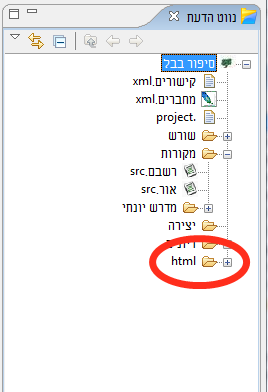 נווט הדעת
סיפור בבל
קישורים.xml
מחברים.xml
.project
שורש
מקורות
רשבם.src
אור.src
מדרש יונתי
יצירה
html